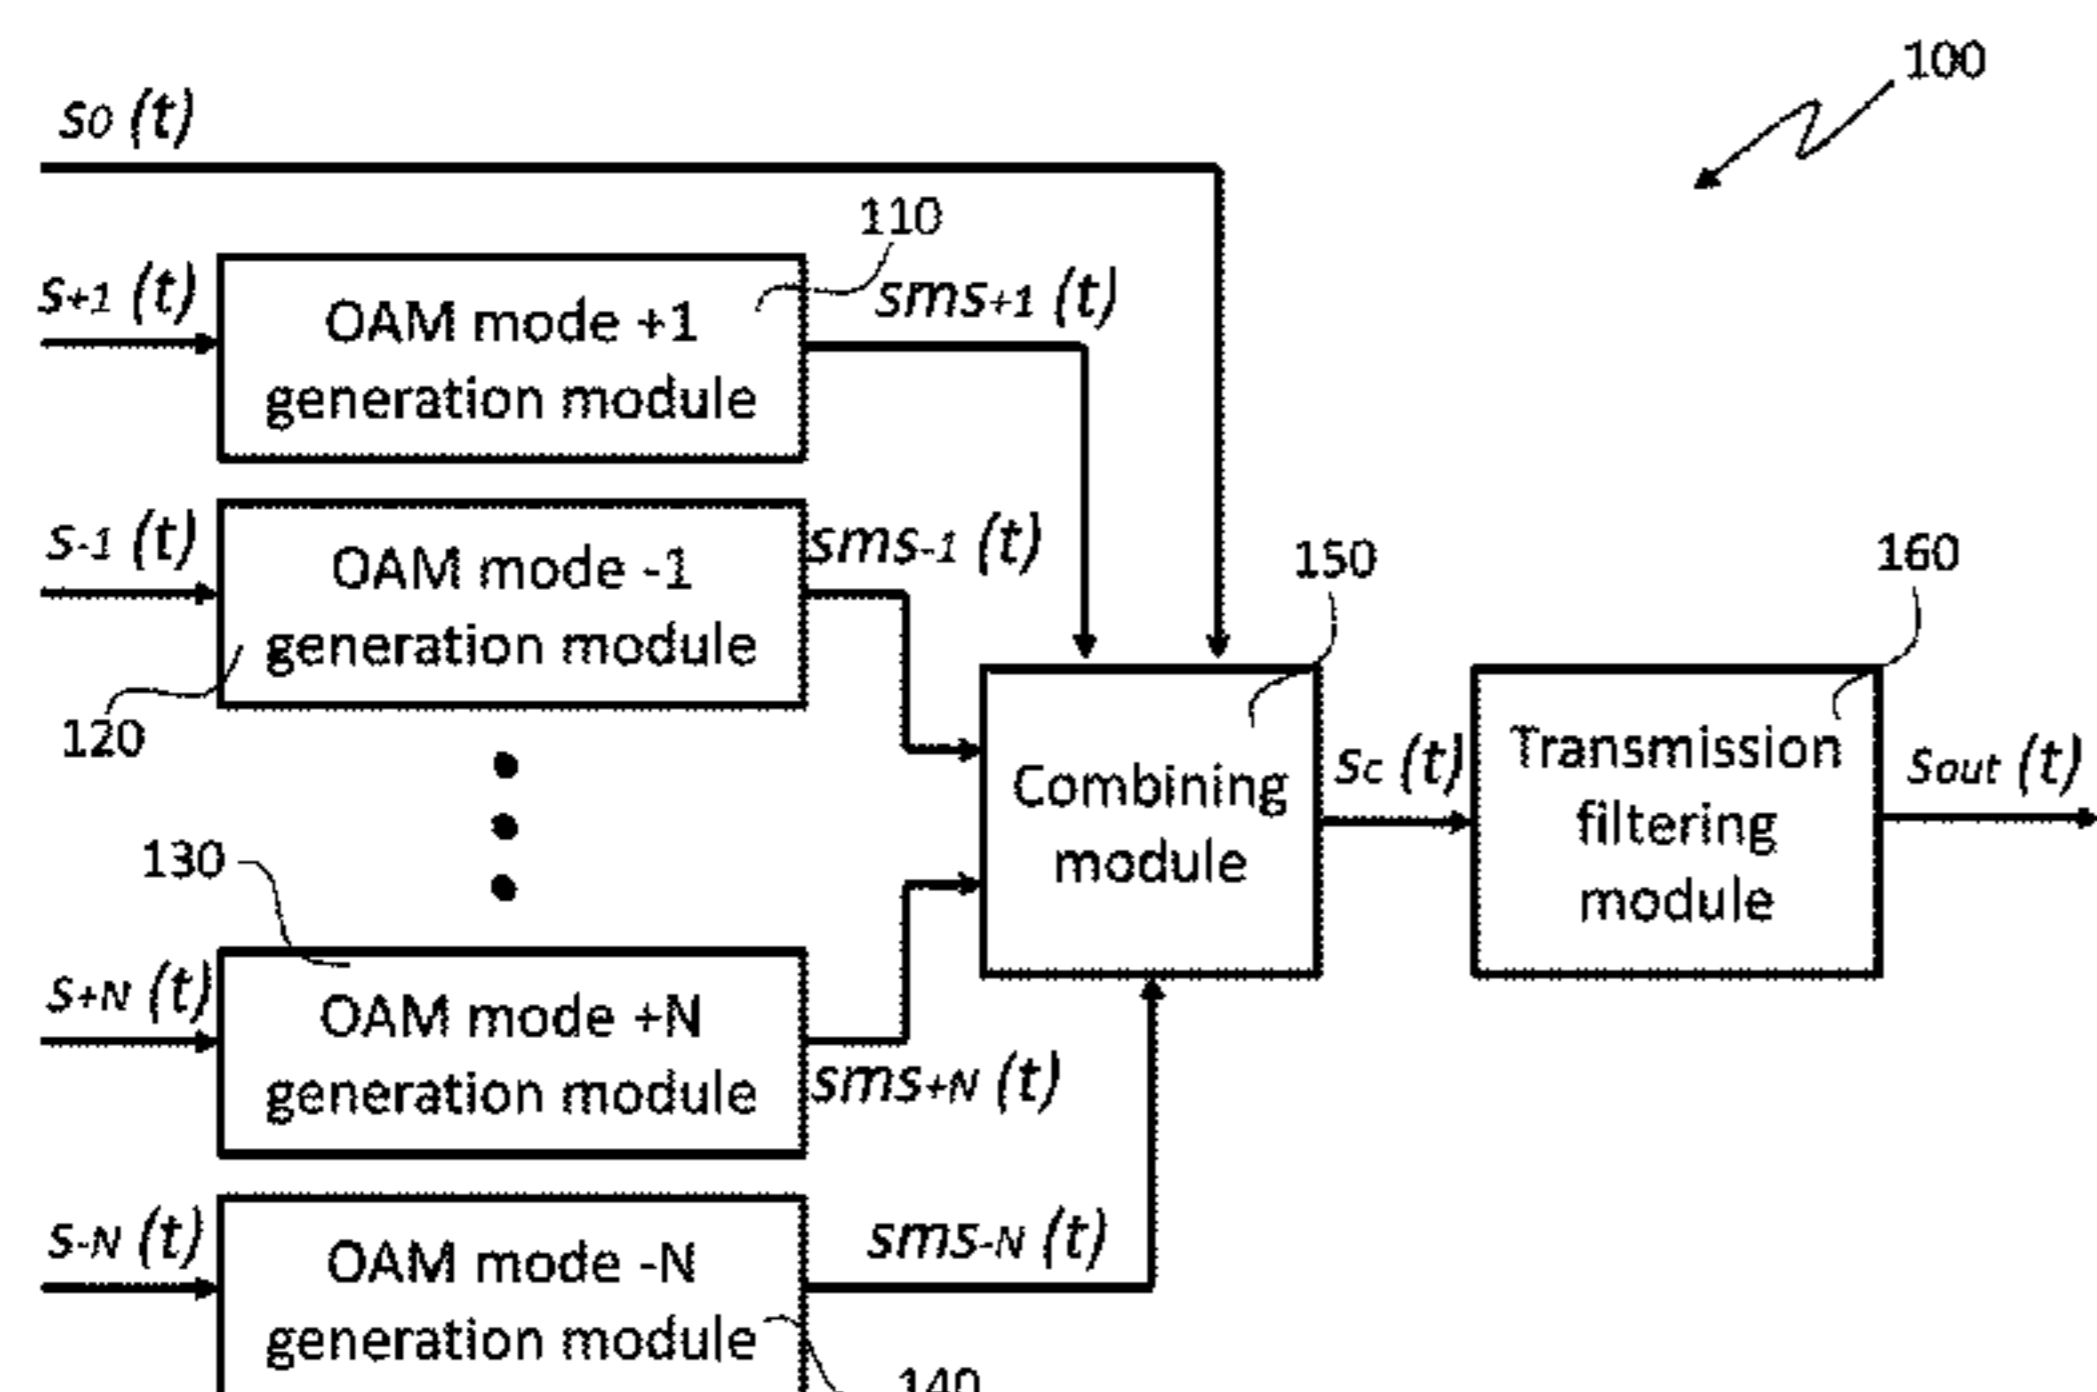 100
s0 (t)
110
s+1 (t)
OAM mode +1
generation module
sms+1 (t)
s-1 (t)
OAM mode -1
generation module
sms-1 (t)
120
150
160
Combining
module
sc (t)
Transmission
filtering
module
sout (t)
130
s+N (t)
OAM mode +N
generation module
sms+N (t)
s-N (t)
OAM mode -N
generation module
sms-N (t)
140